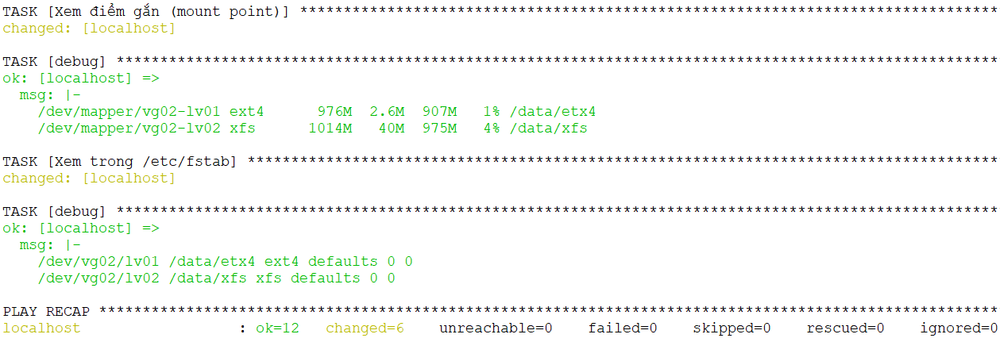 TASK [Xem điểm gắn (mount point)] ********************************************************************************
changed: [localhost]
TASK [debug] *****************************************************************************************************
ok: [localhost] =>
msg: |-
/dev/mapper/vg02-lv01 ext4      976M  2.6M  907M   1% /data/etx4
/dev/mapper/vg02-lv02 xfs      1014M   40M  975M   4% /data/xfs
TASK [Xem trong /etc/fstab] **************************************************************************************
changed: [localhost]
TASK [debug] *****************************************************************************************************
ok: [localhost] =>
msg: |-
/dev/vg02/lv01 /data/etx4 ext4 defaults 0 0
/dev/vg02/lv02 /data/xfs xfs defaults 0 0
PLAY RECAP *******************************************************************************************************
localhost                  : ok=12   changed=6    unreachable=0    failed=0    skipped=0    rescued=0    ignored=0